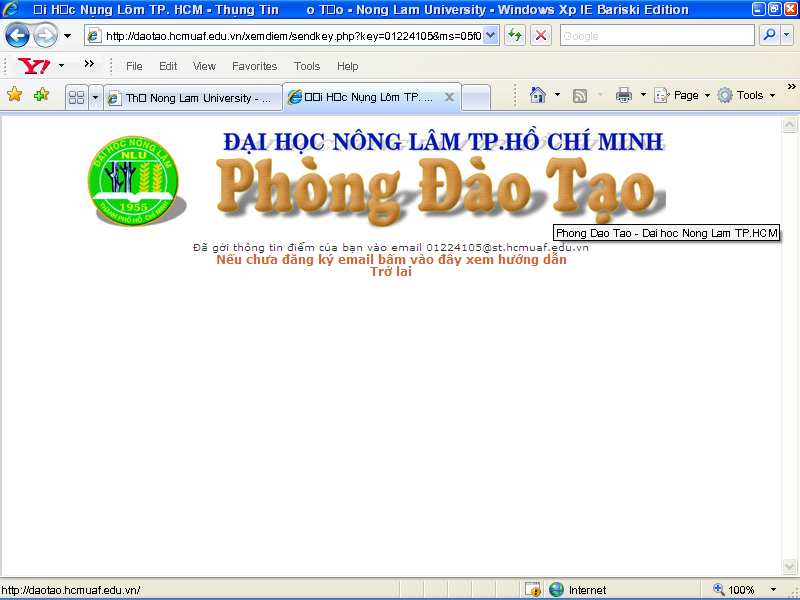 ▯▯i H▯c Nụng Lõm TP. HCM - Thụng Tin ▯▯o T▯o - Nong Lam University - Windows Xp IE Bariski Edition
http://daotao.hcmuaf.edu.vn/xemdiem/sendkey.php?key=01224105&ms=05f0
Google
Y!
»
File Edit View Favorites Tools Help
Th▯ Nong Lam University - ...
▯▯i H▯c Nụng Lõm TP. ...
Page
Tools
»
ĐẠI HỌC NÔNG LÂM TP.HỒ CHÍ MINH
Phòng Đào Tạo
ĐẠI HỌC NÔNG LÂM
NLU
1955
THÀNH PHỐ HỒ CHÍ MINH
Phong Dao Tao - Dai hoc Nong Lam TP.HCM
Đã gởi thông tin điểm của bạn vào email 01224105@st.hcmuaf.edu.vn
Nếu chưa đăng ký email bấm vào đây xem hướng dẫn
Trở lai
http://daotao.hcmuaf.edu.vn/
Internet
100%